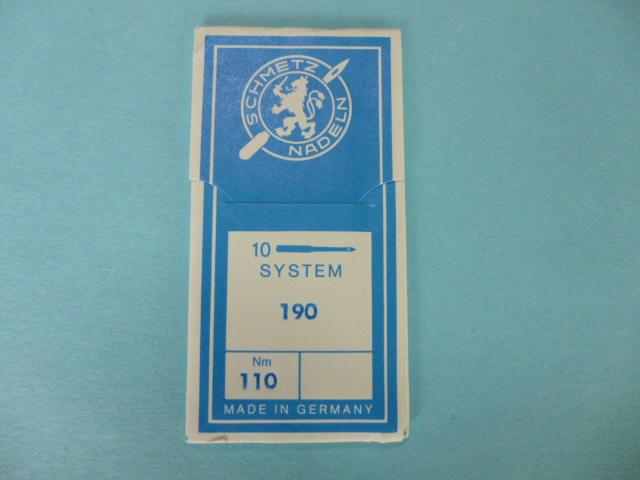 SCHMETZ
NADELN
10
SYSTEM
190
Nm
110
MADE IN GERMANY